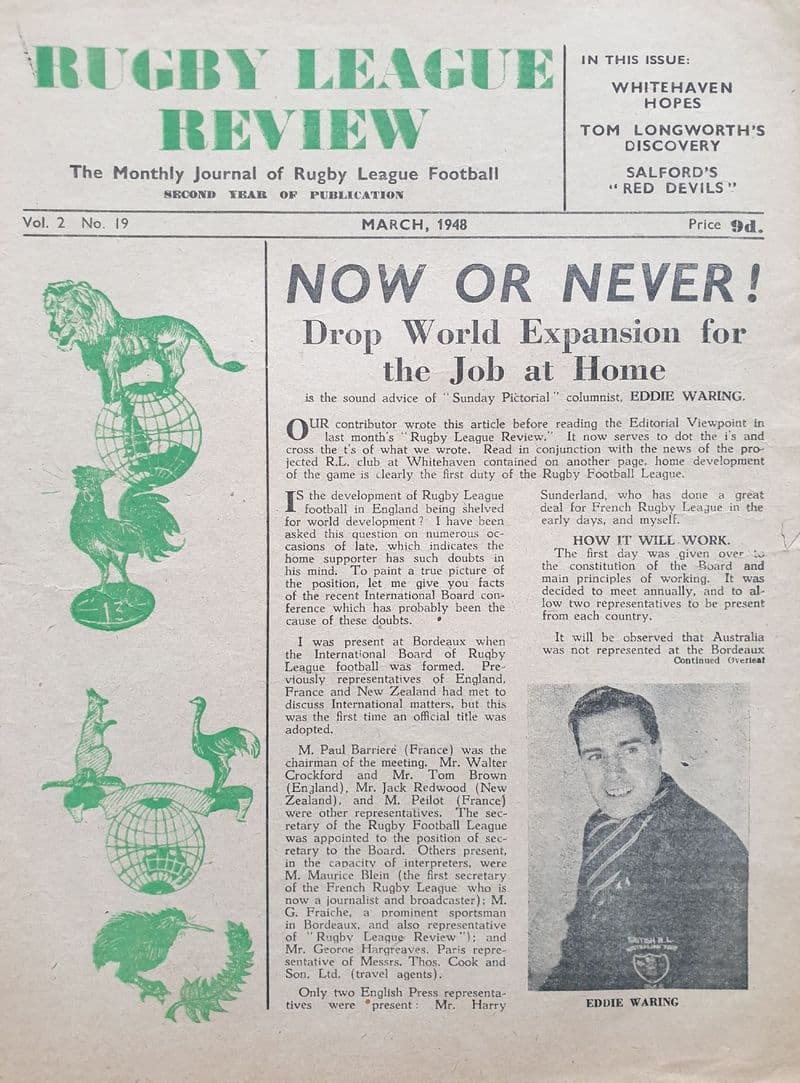 RUGBY LEAGUE
REVIEW
The Monthly Journal of Rugby League Football
SECOND YEAR OF PUBLICATION
IN THIS ISSUE:
WHITEHAVEN
HOPES
TOM LONGWORTH'S
DISCOVERY
SALFORD'S
"RED DEVILS"
Vol. 2 No. 19
MARCH, 1948
Price 9d.
NOW OR NEVER!
Drop World Expansion for
the Job at Home
is the sound advice of "Sunday Pictorial" columnist, EDDIE WARING.
OUR contributor wrote this article before reading the Editorial Viewpoint in
last month's "Rugby League Review." It now serves to dot the i's and
cross the t's of what we wrote. Read in conjunction with the news of the pro-
jected R.L. club at Whitehaven contained on another page, home development
of the game is clearly the first duty of the Rugby Football League.
IS the development of Rugby League
football in England being shelved
for world development? I have been
asked this question on numerous oc-
casions of late, which indicates the
home supporter has such doubts in
his mind. To paint a true picture of
the position, let me give you facts
of the recent International Board con-
ference which has probably been the
cause of these doubts.
I was present at Bordeaux when
the International Board of Rugby
League football was formed. Pre-
viously representatives of England,
France and New Zealand had met to
discuss International matters, but this
was the first time an official title was
adopted.
M. Paul Barriere (France) was the
chairman of the meeting. Mr. Walter
Crockford and Mr. Tom Brown
(England), Mr. Jack Redwood (New
Zealand), and M. Peilot (France)
were other representatives. The sec-
retary of the Rugby Football League
was appointed to the position of sec-
retary to the Board. Others present,
in the capacity of interpreters, were
M. Maurice Blein (the first secretary
of the French Rugby League who is
now a journalist and broadcaster); M.
G. Fraiche, a prominent sportsman
in Bordeaux, and also representative
of "Rugby League Review"); and
Mr. George Hargreaves, Paris repre-
sentative of Messrs. Thos. Cook and
Son, Ltd. (travel agents).
Only two English Press representa-
tives were present: Mr. Harry
Sunderland, who has done a great
deal for French Rugby League in the
early days, and myself.
HOW IT WILL WORK.
The first day was given over to
the constitution of the Board and
main principles of working. It was
decided to meet annually, and to al-
low two representatives to be present
from each country.
It will be observed that Australia
was not represented at the Bordeaux
Continued Overleaf
13
BRITISH R.L.
AUSTRALIAN TOUR
EDDIE WARING